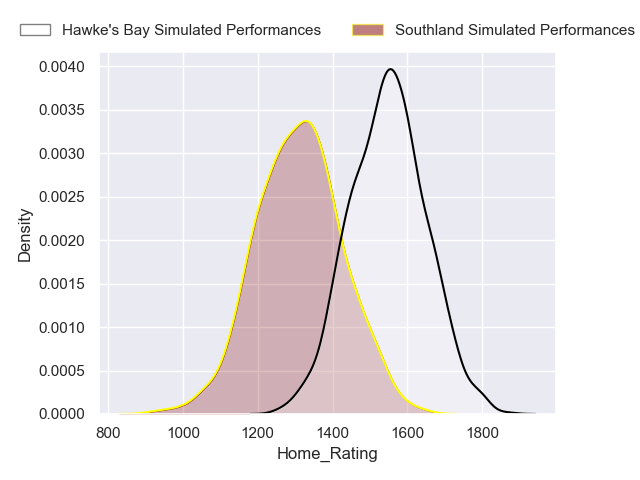 Hawke's Bay Simulated Performances
Southland Simulated Performances
0.0040
0.0035
0.0030
0.0025
0.0020
0.0015
0.0010
0.0005
0.0000
Density
800 1000 1200 1400 1600 1800
Home_Rating